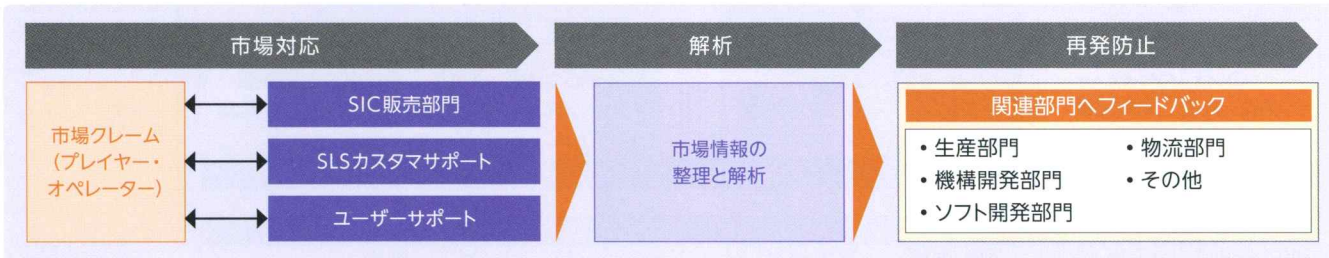 市場対応
解析
再発防止
市場クレーム
（プレイヤー・
オペレーター）
SIC販売部門
SLSカスタマサポート
ユーザーサポート
市場情報の
整理と解析
関連部門へフィードバック
・生産部門
・機構開発部門
・ソフト開発部門
・物流部門
・その他